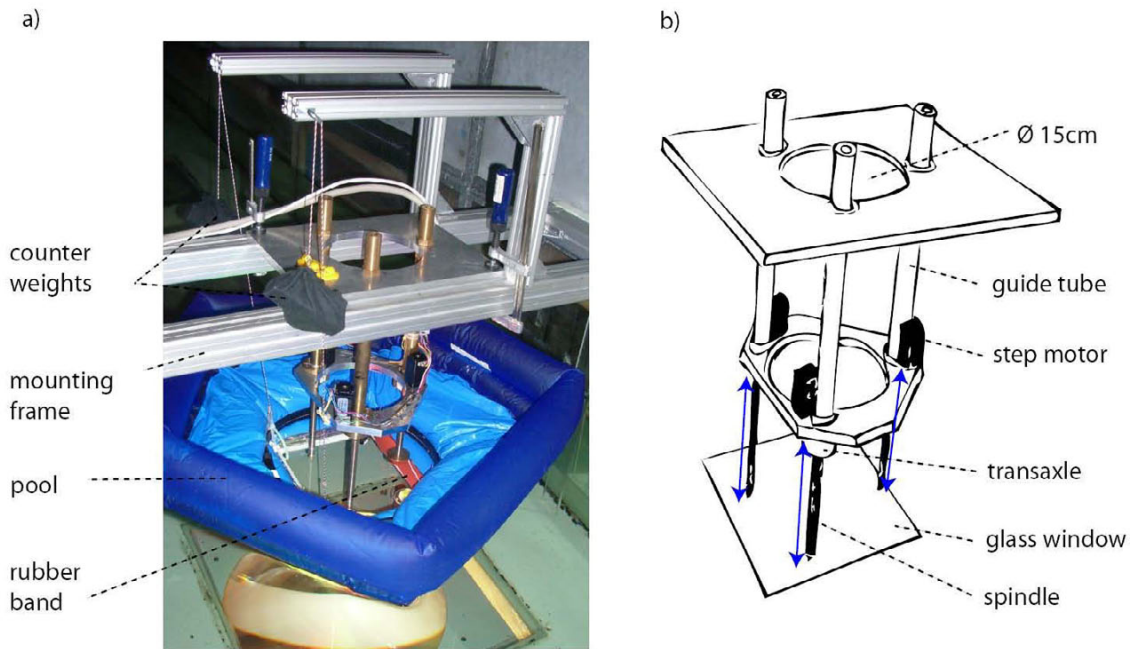 a)
b)
counter
weights
mounting
frame
pool
rubber
band
Ø 15cm
guide tube
step motor
transaxle
glass window
spindle